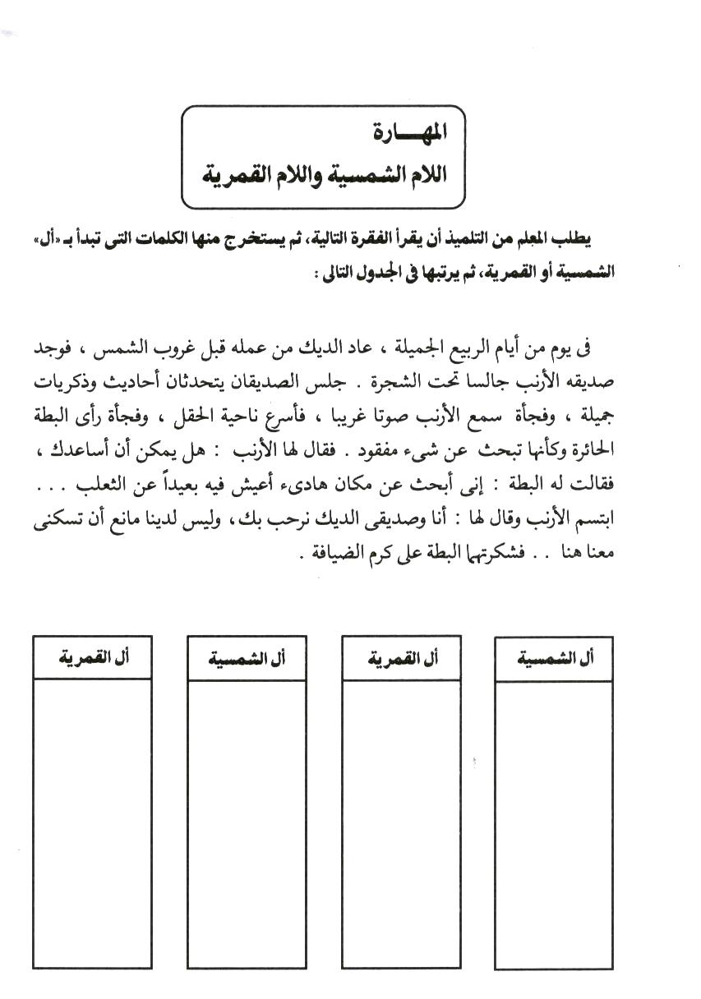 المهـــارة
اللام الشمسية واللام القمرية
يطلب المعلم من التلميذ أن يقرأ الفقرة التالية، ثم يستخرج منها الكلمات التى تبدأ بـ «أل»
الشمسية أو القمرية، ثم يرتبها فى الجدول التالى :
فى يوم من أيام الربيع الجميلة ، عاد الديك من عمله قبل غروب الشمس ، فوجد
صديقه الأرنب جالسا تحت الشجرة . جلس الصديقان يتحدثان أحاديث وذكريات
جميلة ، وفجأة سمع الأرنب صوتا غريبا ، فأسرع ناحية الحقل ، وفجأة رأى البطة
الحائرة وكأنها تبحث عن شىء مفقود . فقال لها الأرنب : هل يمكن أن أساعدك ،
فقالت له البطة : إنى أبحث عن مكان هادىء أعيش فيه بعيداً عن الثعلب ...
ابتسم الأرنب وقال لها : أنا وصديقى الديك نرحب بك، وليس لدينا مانع أن تسكنى
معنا هنا .. فشكرتهما البطة على كرم الضيافة .
أل الشمسية
أل القمرية
أل الشمسية
أل القمرية